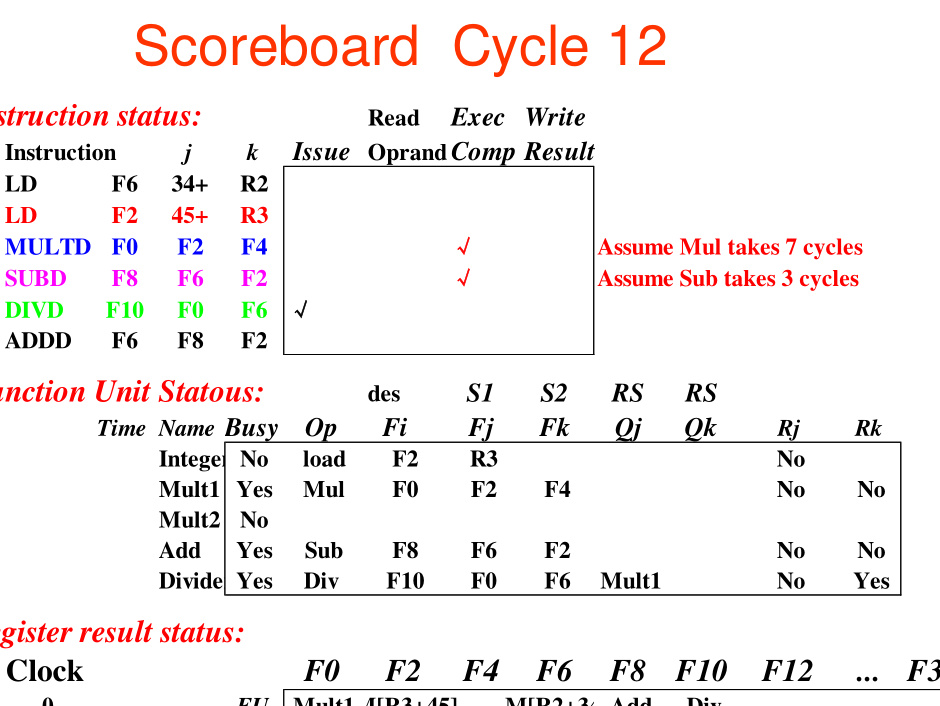 Scoreboard Cycle 12
struction status: Read Exec Write
Instruction j k Issue Oprand Comp Result
LD F6 34+ R2
LD F2 45+ R3
MULTD F0 F2 F4 √ Assume Mul takes 7 cycles
SUBD F8 F6 F2 √ Assume Sub takes 3 cycles
DIVD F10 F0 F6 √
ADDD F6 F8 F2
unction Unit Statous: des S1 S2 RS RS
Time Name Busy Op Fi Fj Fk Qj Qk Rj Rk
Integer No load F2 R3 No
Mult1 Yes Mul F0 F2 F4 No No
Mult2 No
Add Yes Sub F8 F6 F2 No No
Divide Yes Div F10 F0 F6 Mult1 No Yes
gister result status:
Clock F0 F2 F4 F6 F8 F10 F12 ... F3
0 FU Mult1 M[R3+45] M[R2+3 Add Div